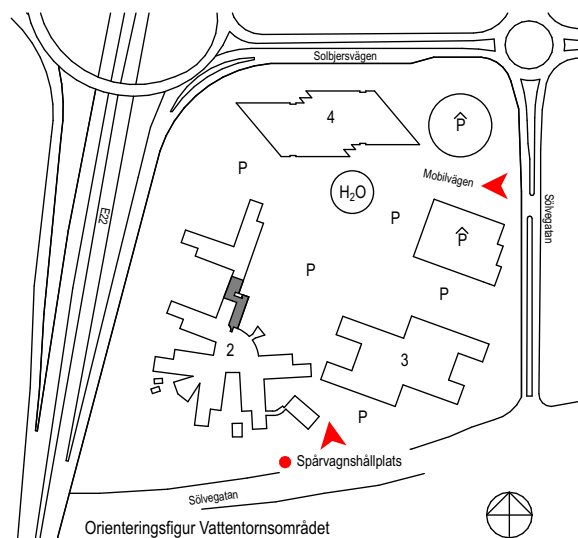 Solbjersvägen
4
P̂
P
Mobilvägen
H₂O
E22
Sölvegatan
P
P̂
P
P
2
3
P
Spårvagnshållplats
Sölvegatan
Orienteringsfigur Vattentornsområdet